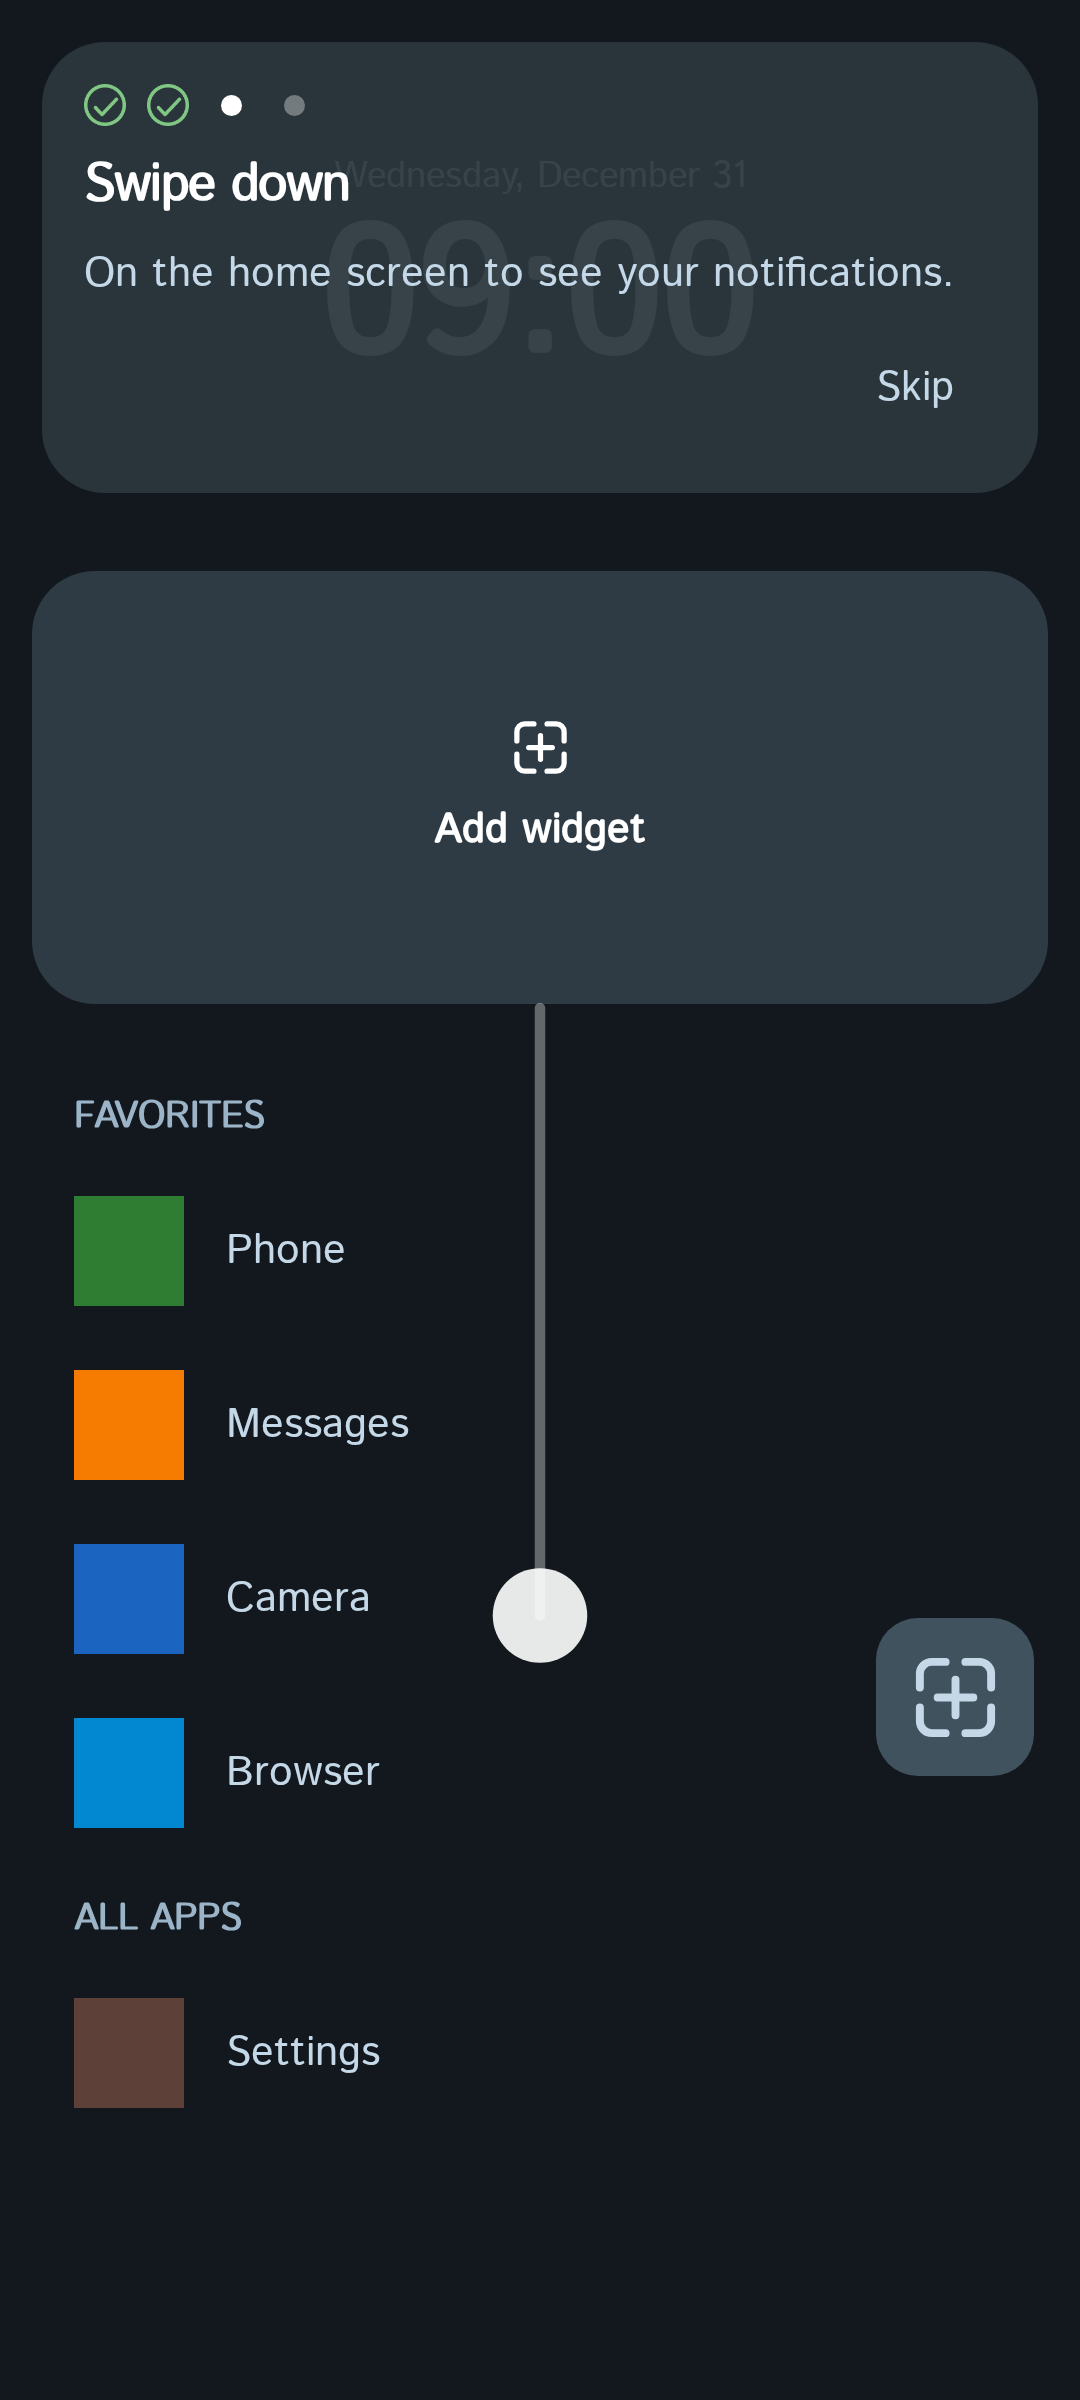 Wednesday, December 31
Swipe down
09:00
On the home screen to see your notifications.
Skip
Add widget
FAVORITES
Phone
Messages
Camera
Browser
ALL APPS
Settings